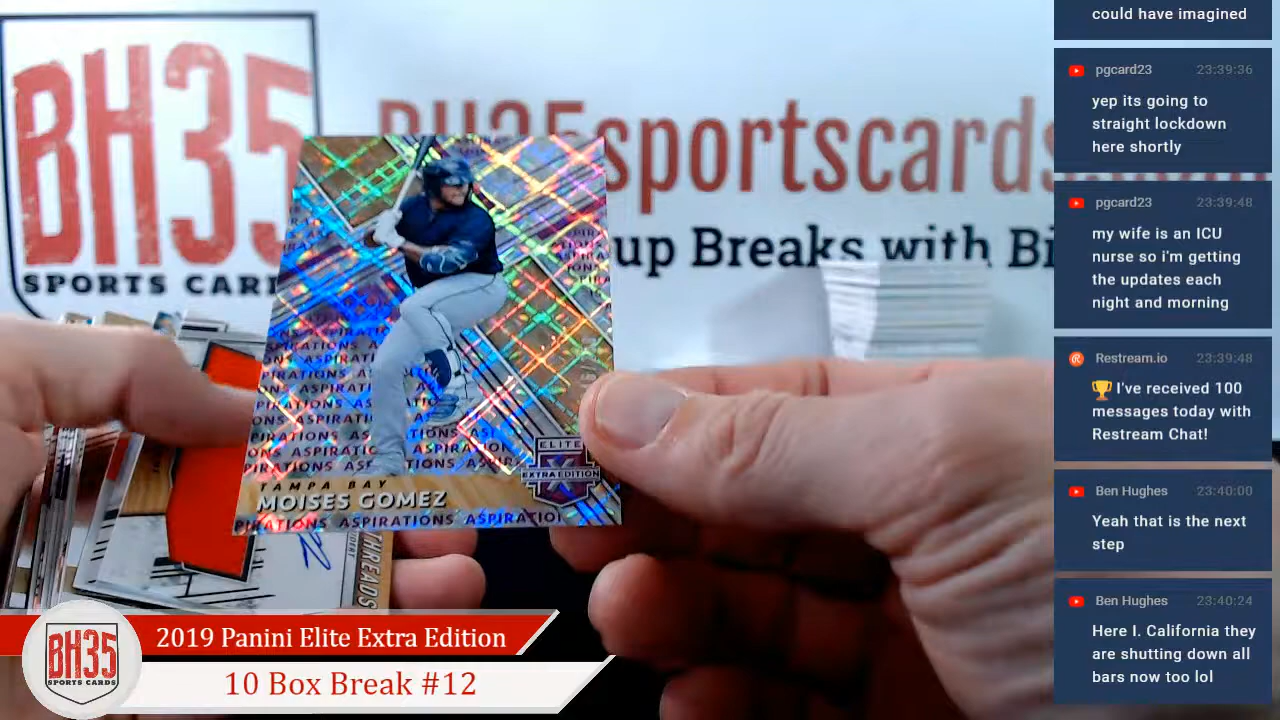 BH35
SPORTS CARDS
BH35sportscards
Group Breaks with Bi
ASPIRATIONS
TAMPA BAY
MOISES GOMEZ
PIRATIONS ASPIRATIONS ASPIRATIO
ELITE
EXTRA EDITION
THREADS
BH35
SPORTS CARDS
2019 Panini Elite Extra Edition
10 Box Break #12
could have imagined
pgcard23 23:39:36
yep its going to
straight lockdown
here shortly
pgcard23 23:39:48
my wife is an ICU
nurse so i'm getting
the updates each
night and morning
Restream.io 23:39:48
🏆 I've received 100
messages today with
Restream Chat!
Ben Hughes 23:40:00
Yeah that is the next
step
Ben Hughes 23:40:24
Here I. California they
are shutting down all
bars now too lol